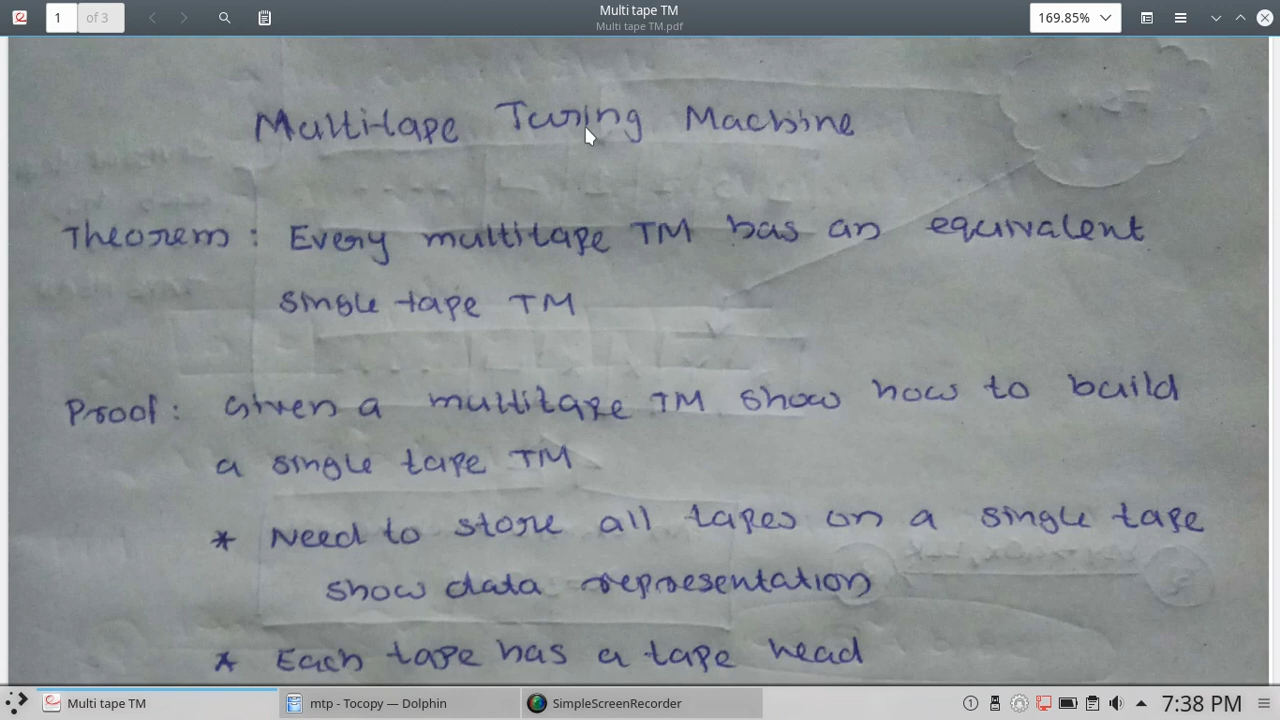 Multi tape TM
Multi tape TM.pdf
1 of 3
169.85%
Multitape Turing Machine
Theorem: Every multitape TM has an equivalent
single tape TM
Proof: Given a multitape TM show how to build
a single tape TM
* Need to store all tapes on a single tape
show data representation
* Each tape has a tape head
Multi tape TM
mtp - Tocopy — Dolphin
SimpleScreenRecorder
7:38 PM